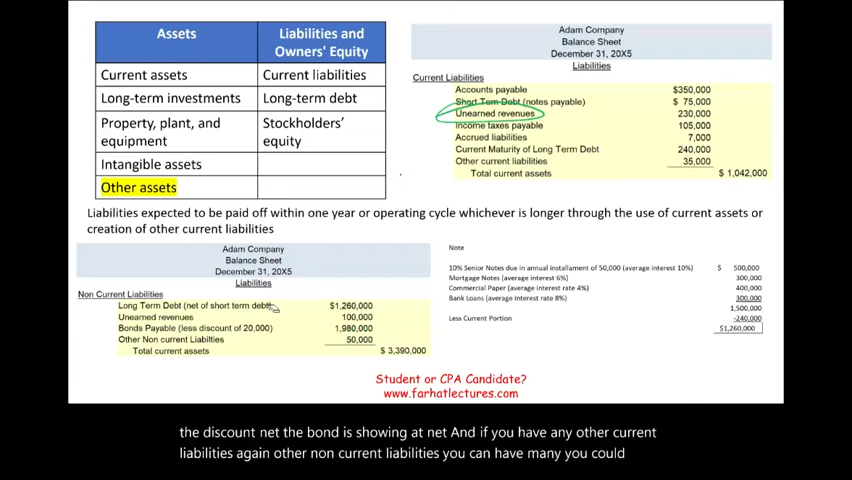 Assets
Liabilities and
Owners' Equity
Current assets
Current liabilities
Long-term investments
Long-term debt
Property, plant, and
equipment
Stockholders'
equity
Intangible assets
Other assets
Adam Company
Balance Sheet
December 31, 20X5
Liabilities
Current Liabilities
Accounts payable $350,000
Short Term Debt (notes payable) $ 75,000
Unearned revenues 230,000
Income taxes payable 105,000
Accrued liabilities 7,000
Current Maturity of Long Term Debt 240,000
Other current liabilities 35,000
Total current assets $ 1,042,000
Liabilities expected to be paid off within one year or operating cycle whichever is longer through the use of current assets or
creation of other current liabilities
Adam Company
Balance Sheet
December 31, 20X5
Liabilities
Non Current Liabilities
Long Term Debt (net of short term debt) $1,260,000
Unearned revenues 100,000
Bonds Payable (less discount of 20,000) 1,980,000
Other Non current Liabilties 50,000
Total current assets $ 3,390,000
Note
10% Senior Notes due in annual installament of 50,000 (average interest 10%) $ 500,000
Mortgage Notes (average interest 6%) 300,000
Commercial Paper (average interest rate 4%) 400,000
Bank Loans (average interest rate 8%) 300,000
1,500,000
Less Current Portion -240,000
$1,260,000
Student or CPA Candidate?
www.farhatlectures.com
the discount net the bond is showing at net And if you have any other current
liabilities again other non current liabilities you can have many you could